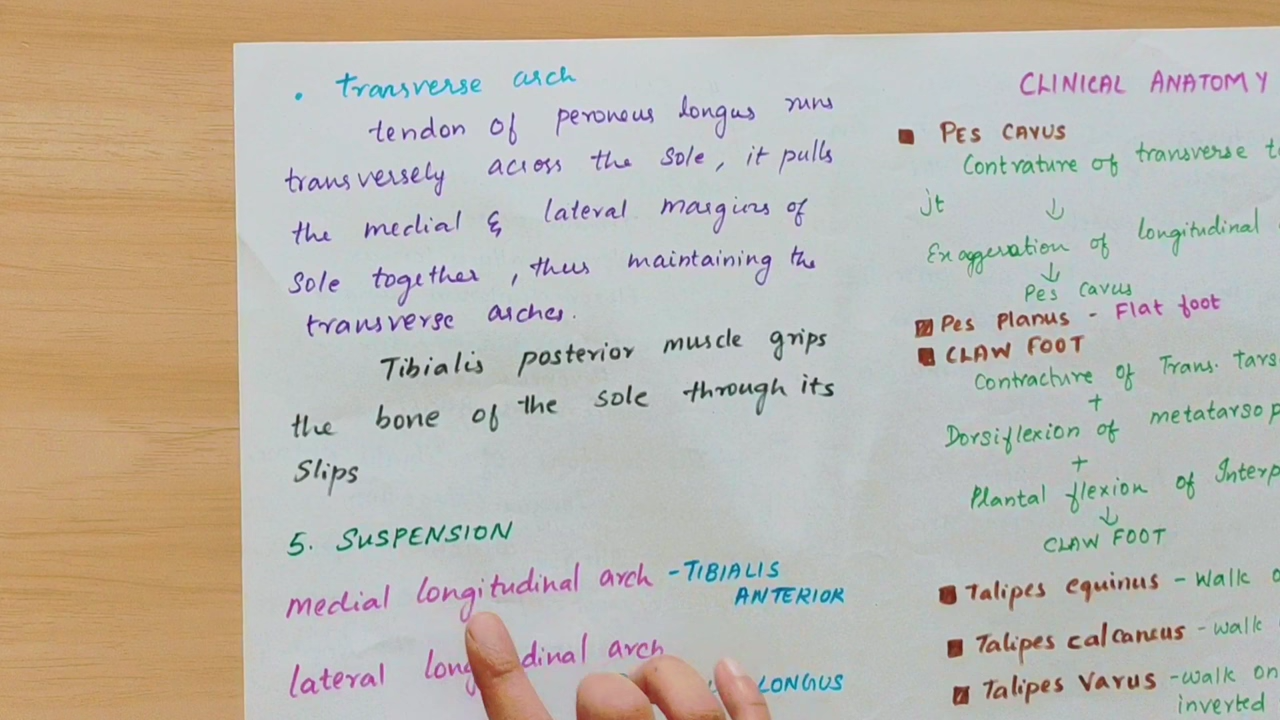 • transverse arch
tendon of peroneus longus runs
transversely across the sole, it pulls
the medial & lateral margins of
Sole together, thus maintaining the
transverse arches.
Tibialis posterior muscle grips
the bone of the sole through its
Slips
5. SUSPENSION
medial longitudinal arch - TIBIALIS
ANTERIOR
lateral arch
LONGUS
CLINICAL ANATOMY
PES CAVUS
Contrature of transverse
jt
↓
Exaggeration of longitudinal
↓
Pes cavus
Pes Planus - Flat foot
CLAW FOOT
Contracture of Trans. tars
+
Dorsiflexion of metatarsop
+
Plantal flexion of Interp
↓
CLAW FOOT
Talipes equinus - Walk
Talipes calcaneus - walk
Talipes Varus - walk on
inverted